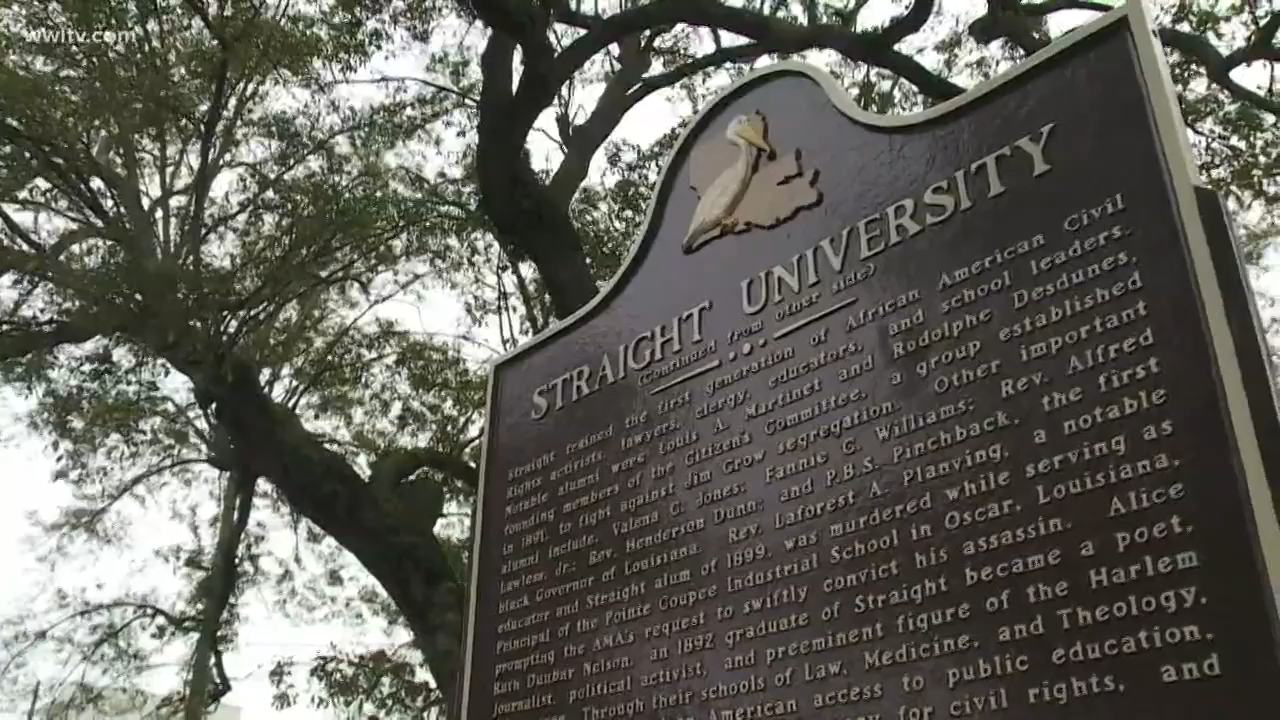 wwltv.com
STRAIGHT UNIVERSITY
(Continued from other side)
Straight trained the first generation of African American Civil
Rights activists, lawyers, clergy, educators, and school leaders.
Notable alumni were Louis A. Martinet and Rodolphe Desdunes,
founding members of the Citizen's Committee, a group established
in 1891, to fight against Jim Crow segregation. Other important
alumni include, Valena C. Jones; Fannie C. Williams; Rev. Alfred
Lawless, Jr.; Rev. Henderson Dunn; and P.B.S. Pinchback, the first
black Governor of Louisiana. Rev. Laforest A. Planving, a notable
educator and Straight alum of 1899, was murdered while serving as
Principal of the Pointe Coupee Industrial School in Oscar, Louisiana,
prompting the AMA's request to swiftly convict his assassin. Alice
Ruth Dunbar Nelson, an 1892 graduate of Straight became a poet,
journalist, political activist, and preeminent figure of the Harlem
Through their schools of Law, Medicine, and Theology,
American access to public education,
for civil rights, and